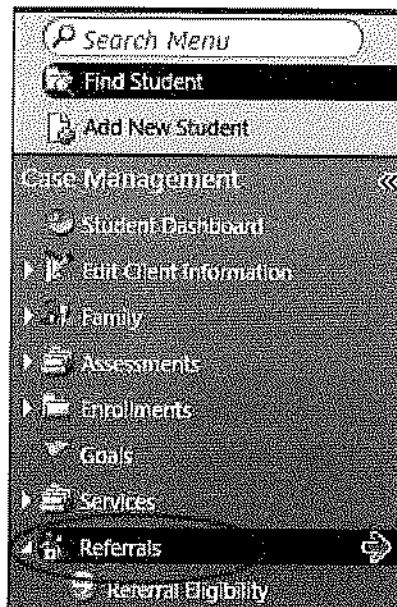 Search Menu
Find Student
Add New Student
Case Management
Student Dashboard
Edit Client Information
Family
Assessments
Enrollments
Goals
Services
Referrals
Referral Eligibility